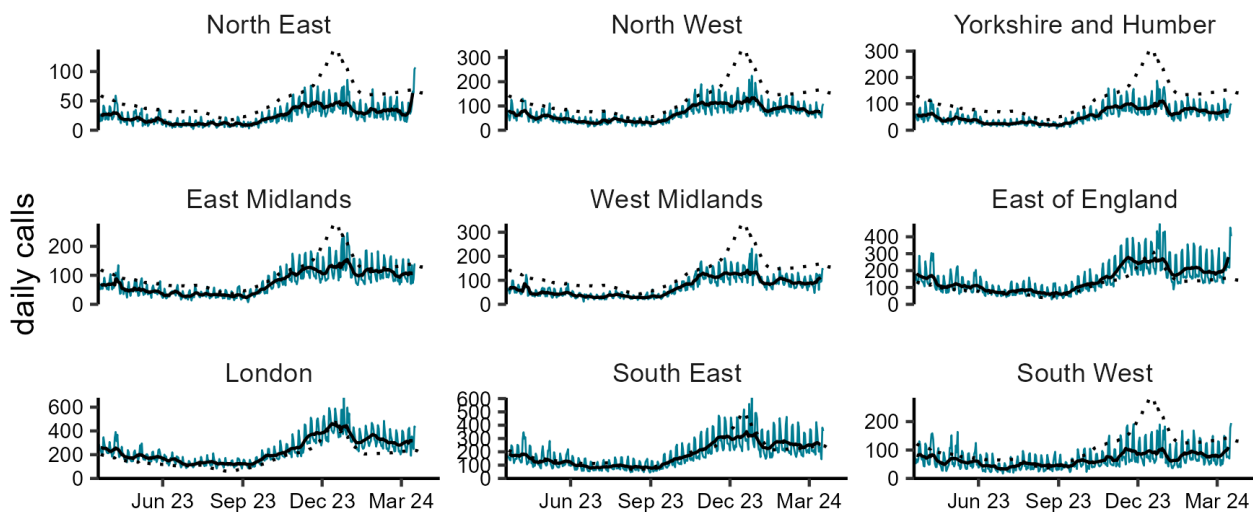 North East
North West
Yorkshire and Humber
100
50
0
300
200
100
0
300
200
100
0
daily calls
East Midlands
West Midlands
East of England
200
100
0
300
200
100
0
400
300
200
100
0
London
South East
South West
600
400
200
0
600
500
400
300
200
100
0
200
100
0
Jun 23 Sep 23 Dec 23 Mar 24
Jun 23 Sep 23 Dec 23 Mar 24
Jun 23 Sep 23 Dec 23 Mar 24